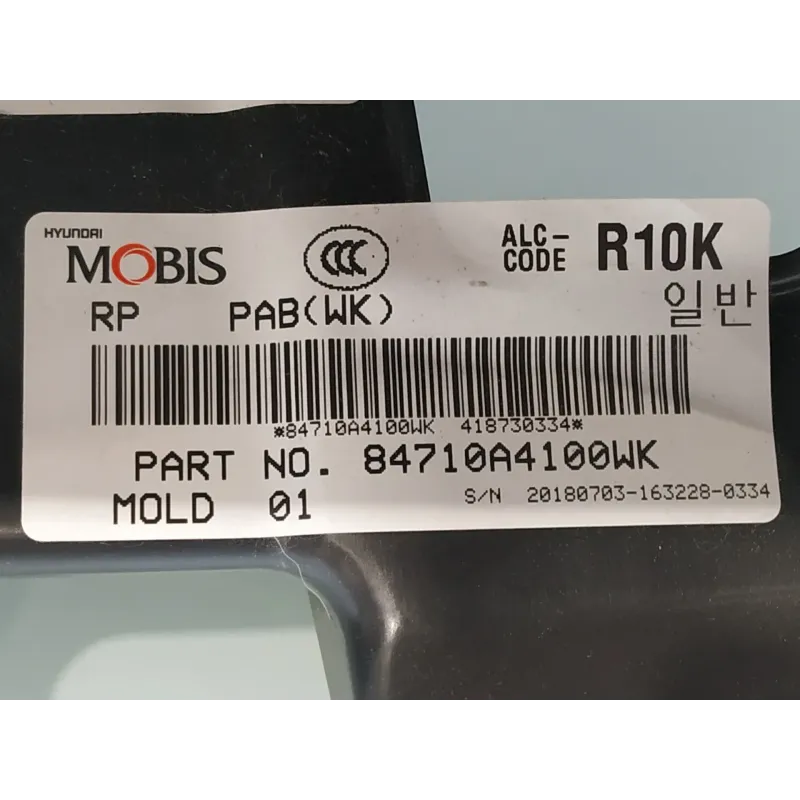 HYUNDAI
MOBIS
CCC
ALC-CODE R10K
RP PAB(WK) 일반
*84710A4100WK 418730334*
PART NO. 84710A4100WK
MOLD 01 S/N 20180703-163228-0334